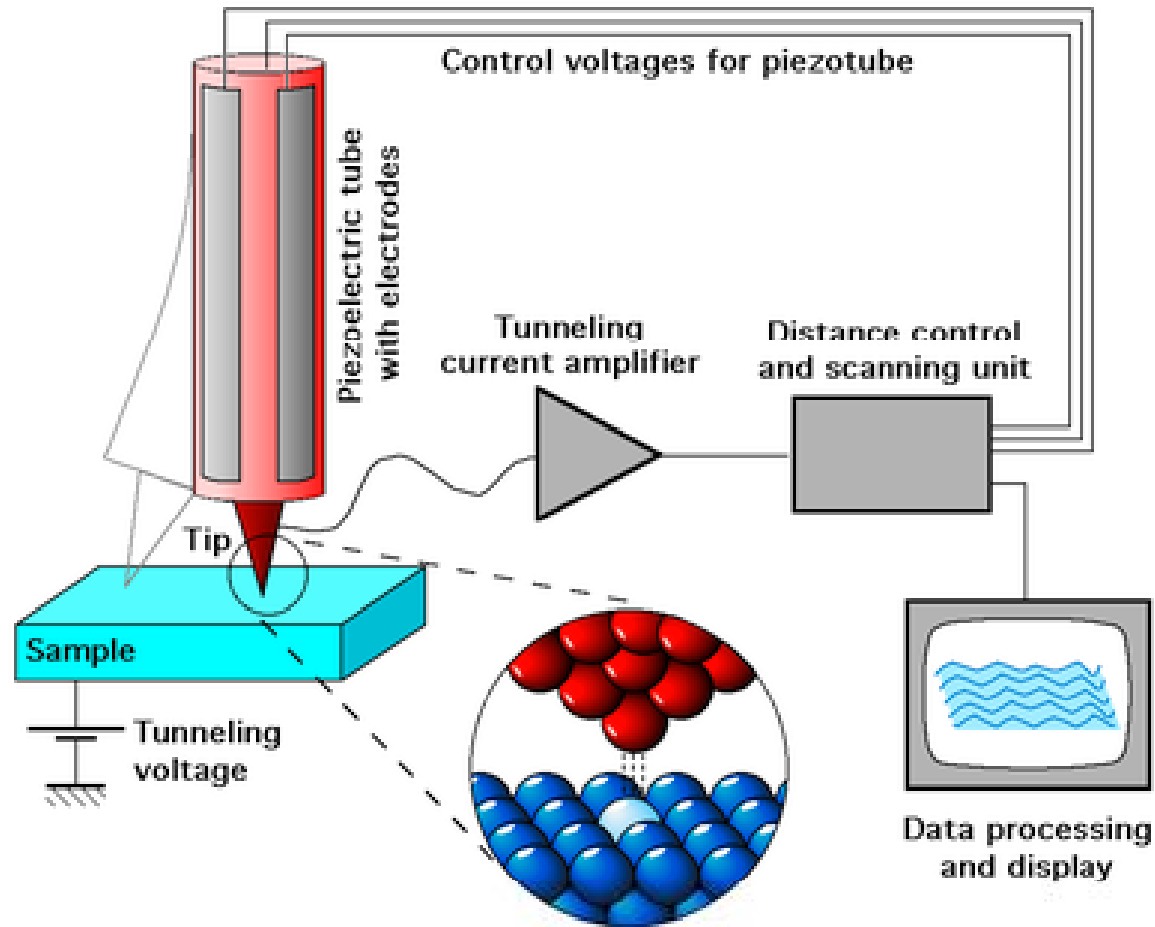 Control voltages for piezotube
Piezoelectric tube
with electrodes
Tunneling
current amplifier
Distance control
and scanning unit
Tip
Sample
Tunneling
voltage
Data processing
and display